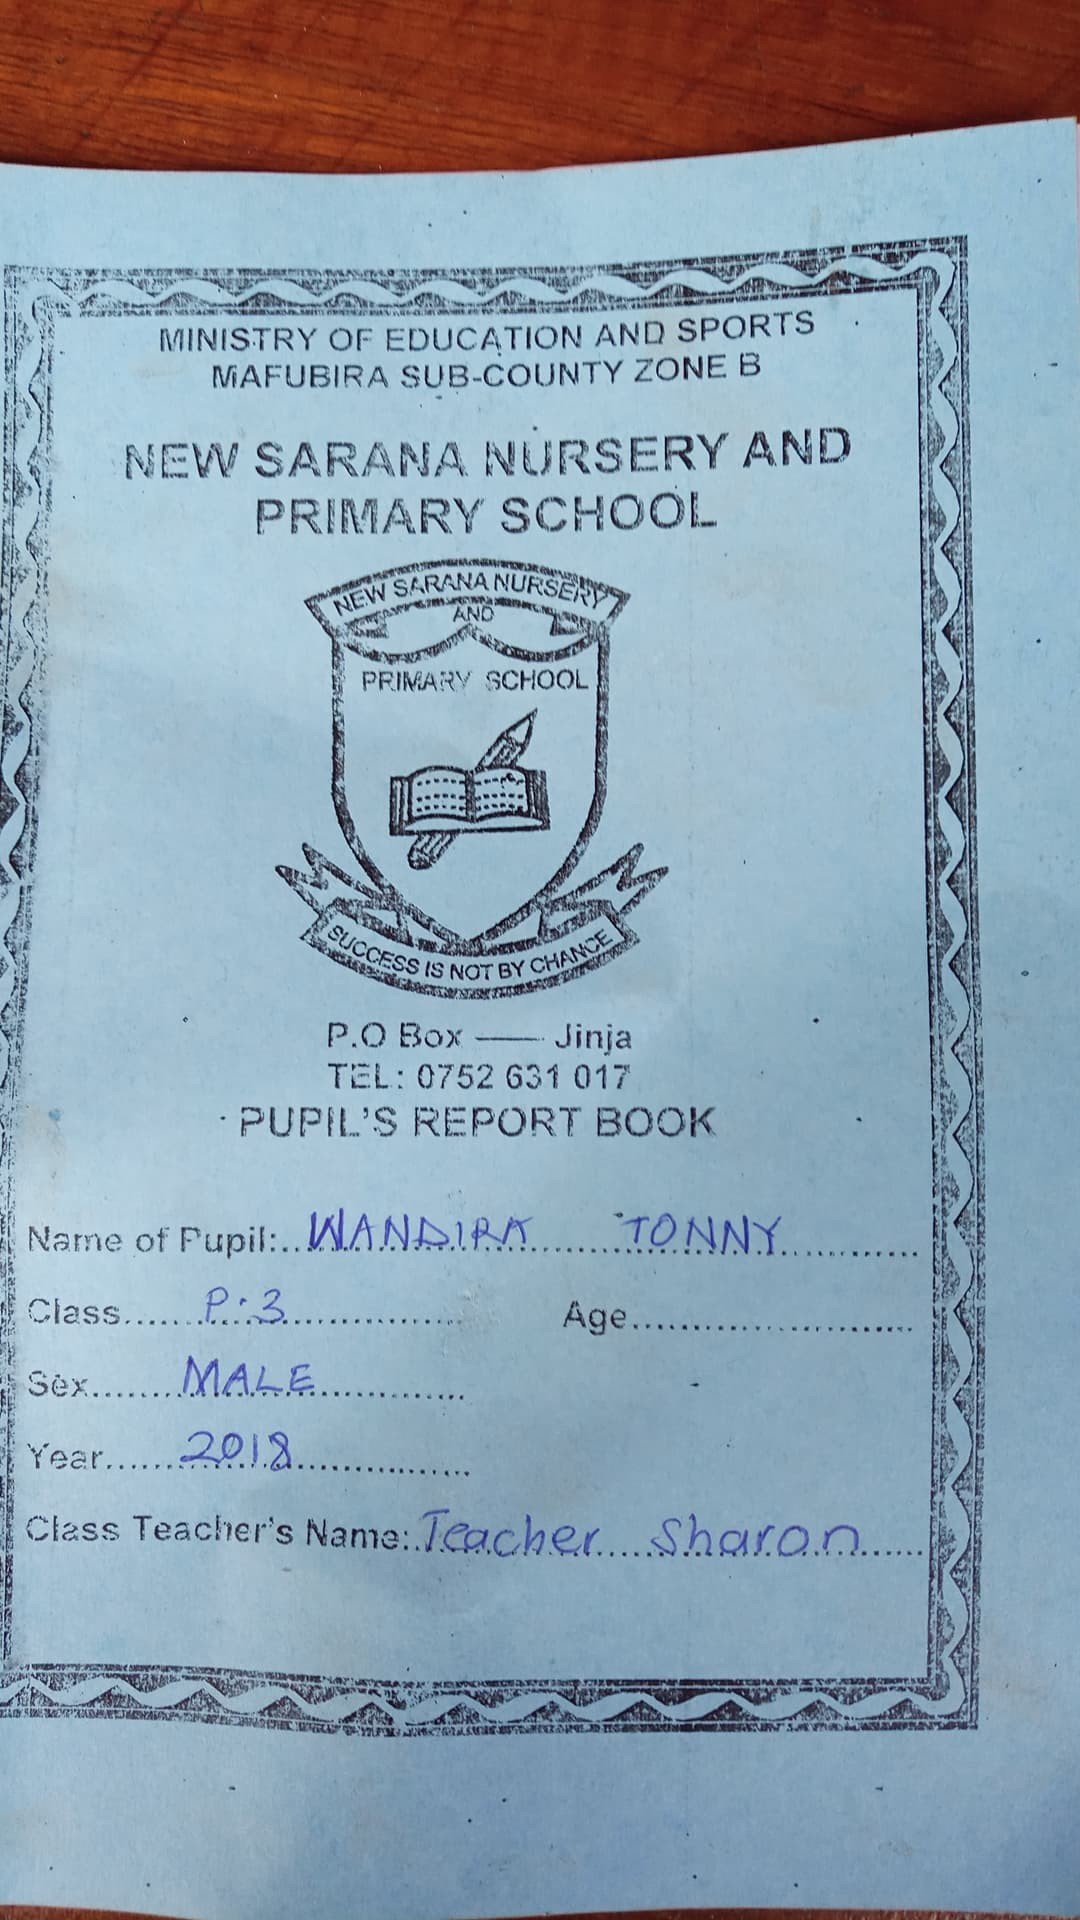 MINISTRY OF EDUCATION AND SPORTS
MAFUBIRA SUB-COUNTY ZONE B
NEW SARANA NURSERY AND
PRIMARY SCHOOL
NEW SARANA NURSERY
AND
PRIMARY SCHOOL
SUCCESS IS NOT BY CHANCE
P.O Box —— Jinja
TEL: 0752 631 017
PUPIL'S REPORT BOOK
Name of Pupil:..WANDIRA.........TONNY..............
Class......P:3................ Age..........................
Sex.......MALE...............
Year......2018.................
Class Teacher's Name:.Teacher.....Sharon......